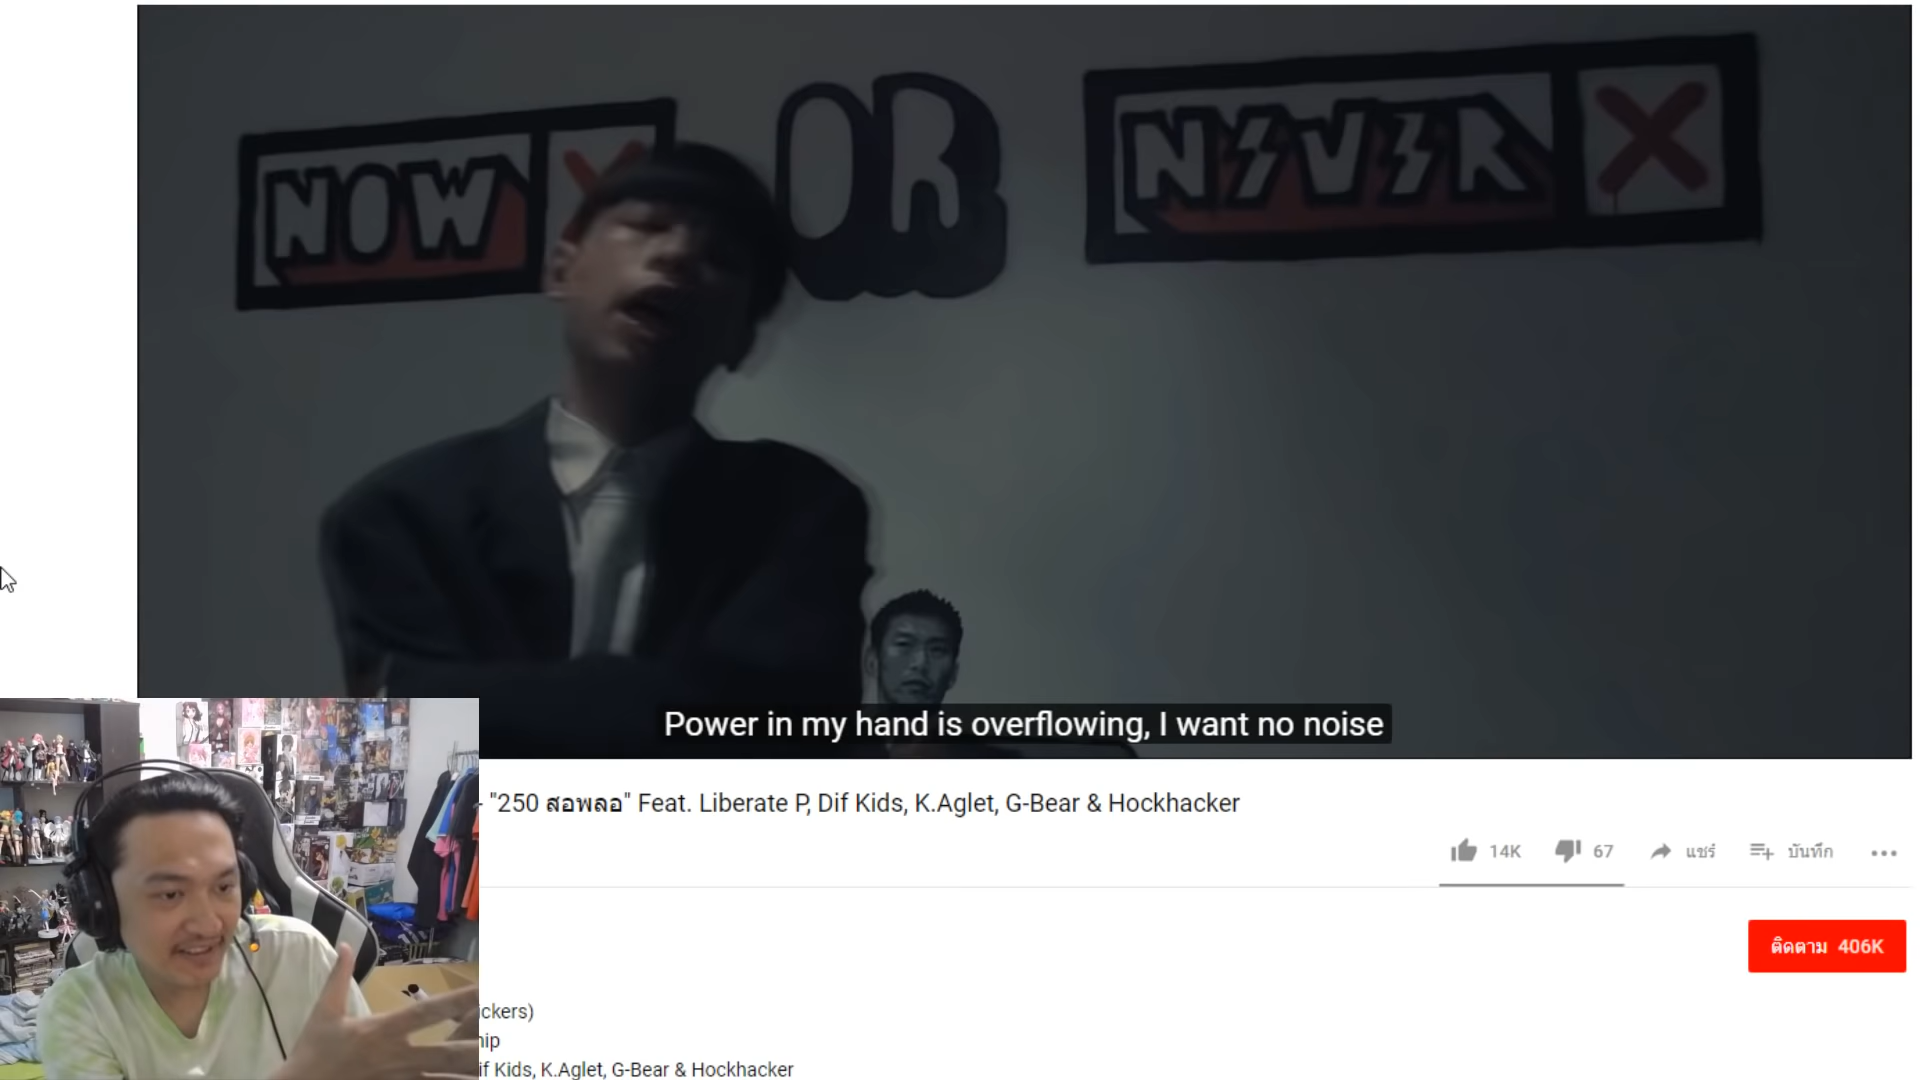 NOW OR NEVER
Power in my hand is overflowing, I want no noise
"250 สอพลอ" Feat. Liberate P, Dif Kids, K.Aglet, G-Bear & Hockhacker
14K 67 แชร์ บันทึก
ติดตาม 406K
ickers)
hip
if Kids, K.Aglet, G-Bear & Hockhacker